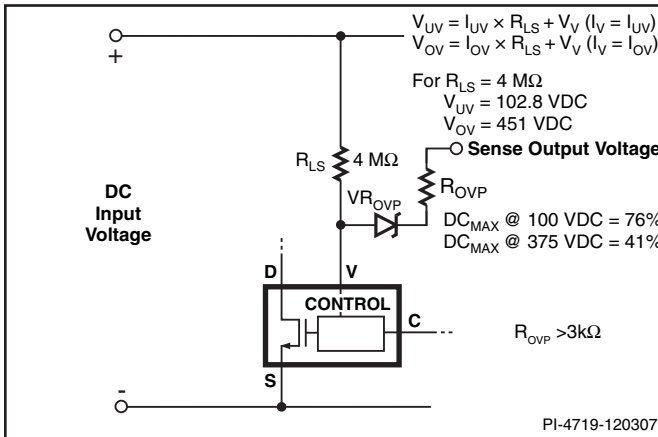 V_UV = I_UV × R_LS + V_V (I_V = I_UV)
V_OV = I_OV × R_LS + V_V (I_V = I_OV)
+
For R_LS = 4 MΩ
V_UV = 102.8 VDC
V_OV = 451 VDC
Sense Output Voltage
R_LS 4 MΩ
R_OVP
VR_OVP
DC
Input
Voltage
DC_MAX @ 100 VDC = 76%
DC_MAX @ 375 VDC = 41%
D V
CONTROL
C
R_OVP >3kΩ
S
-
PI-4719-120307